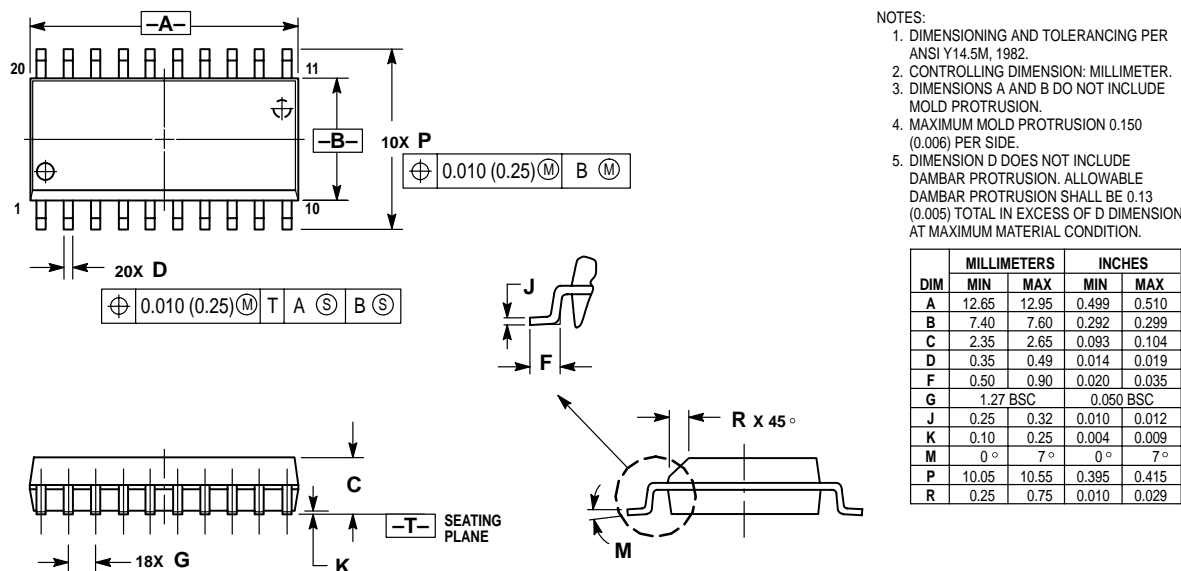 –A–
20
11
–B–
10X P
⌖ 0.010 (0.25) Ⓜ B Ⓜ
1
10
20X D
⌖ 0.010 (0.25) Ⓜ T A Ⓢ B Ⓢ
J
F
R X 45°
C
–T– SEATING
PLANE
18X G
K
M
NOTES:
1. DIMENSIONING AND TOLERANCING PER
ANSI Y14.5M, 1982.
2. CONTROLLING DIMENSION: MILLIMETER.
3. DIMENSIONS A AND B DO NOT INCLUDE
MOLD PROTRUSION.
4. MAXIMUM MOLD PROTRUSION 0.150
(0.006) PER SIDE.
5. DIMENSION D DOES NOT INCLUDE
DAMBAR PROTRUSION. ALLOWABLE
DAMBAR PROTRUSION SHALL BE 0.13
(0.005) TOTAL IN EXCESS OF D DIMENSION
AT MAXIMUM MATERIAL CONDITION.
MILLIMETERS INCHES
DIM MIN MAX MIN MAX
A 12.65 12.95 0.499 0.510
B 7.40 7.60 0.292 0.299
C 2.35 2.65 0.093 0.104
D 0.35 0.49 0.014 0.019
F 0.50 0.90 0.020 0.035
G 1.27 BSC 0.050 BSC
J 0.25 0.32 0.010 0.012
K 0.10 0.25 0.004 0.009
M 0° 7° 0° 7°
P 10.05 10.55 0.395 0.415
R 0.25 0.75 0.010 0.029